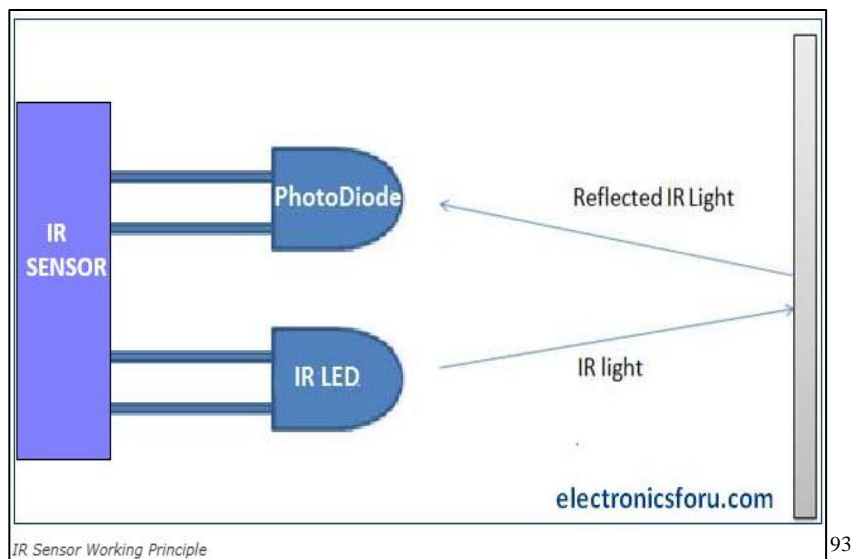 PhotoDiode
Reflected IR Light
IR
SENSOR
IR LED
IR light
electronicsforu.com
IR Sensor Working Principle
93